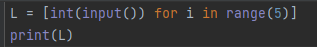 L = [int(input()) for i in range(5)]
print(L)